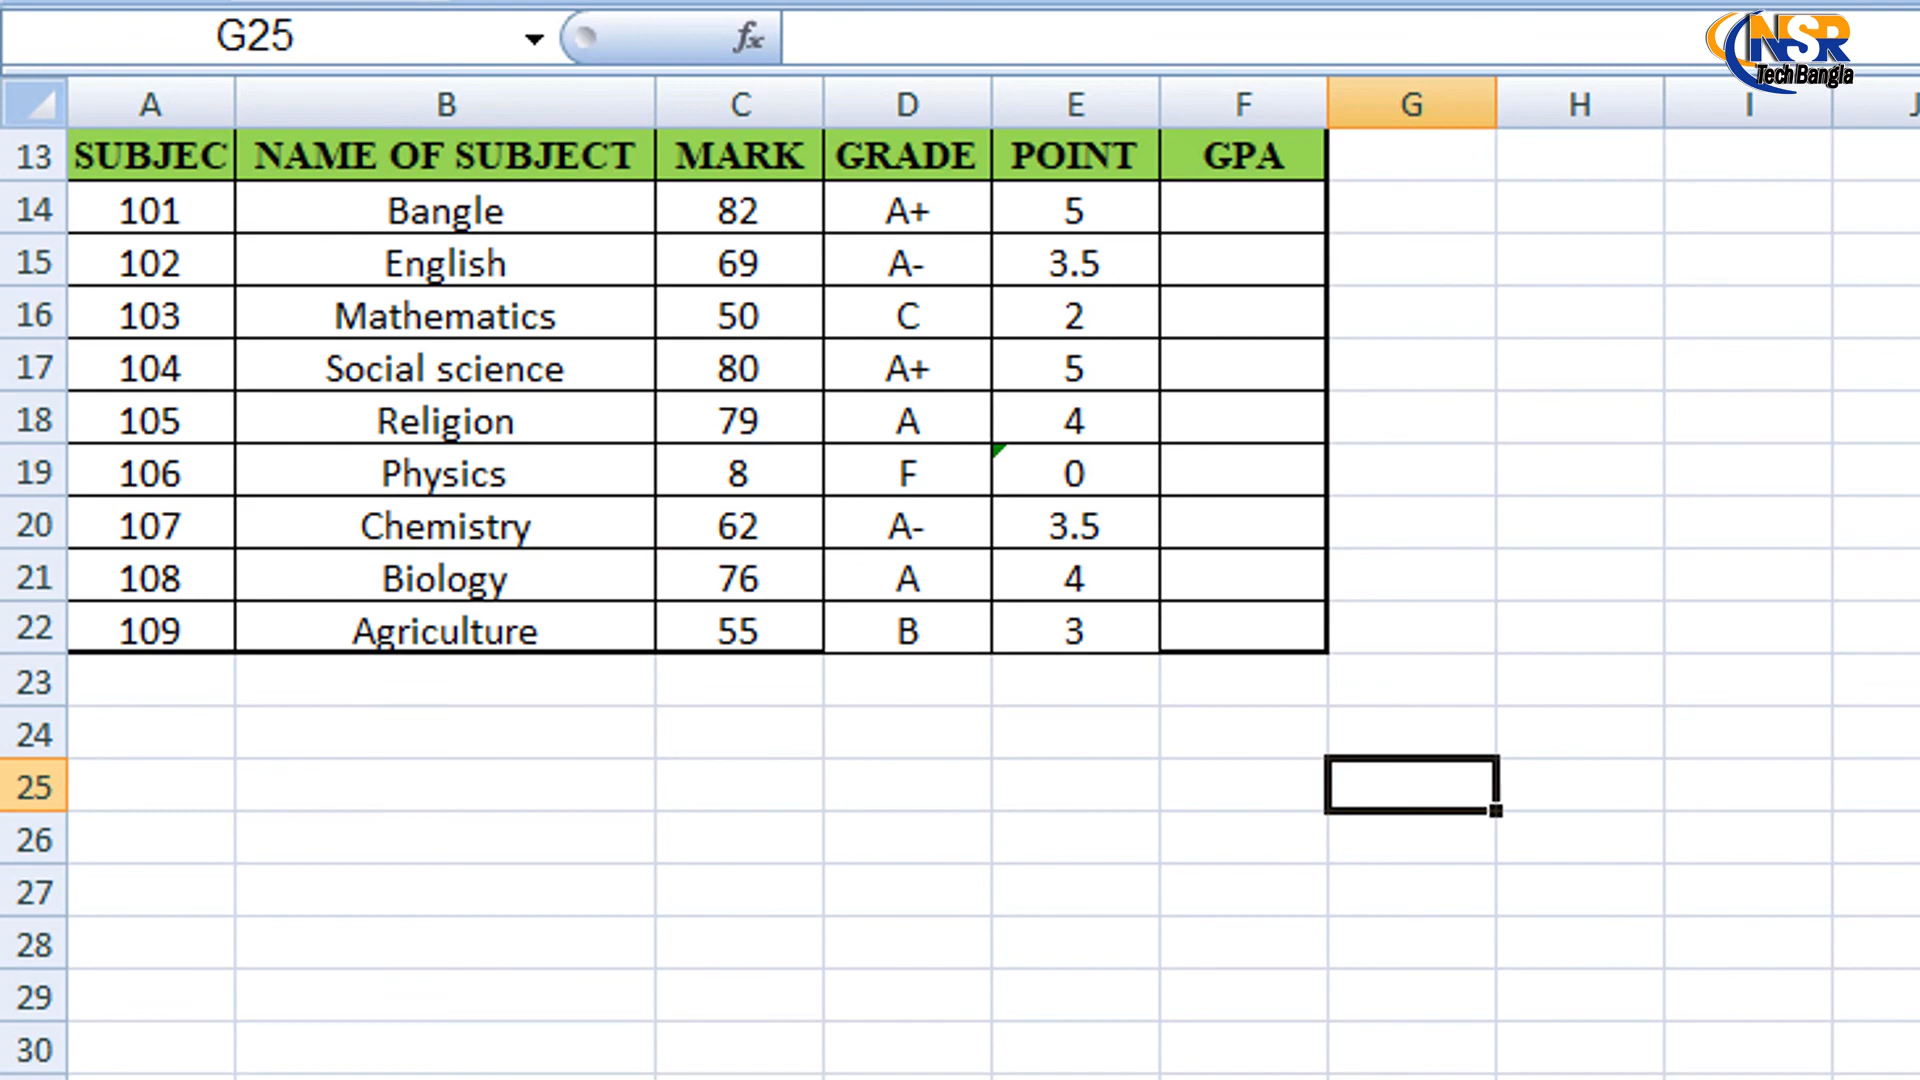 G25 fx
NSR
TechBangla
A B C D E F G H I J
13 SUBJEC NAME OF SUBJECT MARK GRADE POINT GPA
14 101 Bangle 82 A+ 5
15 102 English 69 A- 3.5
16 103 Mathematics 50 C 2
17 104 Social science 80 A+ 5
18 105 Religion 79 A 4
19 106 Physics 8 F 0
20 107 Chemistry 62 A- 3.5
21 108 Biology 76 A 4
22 109 Agriculture 55 B 3
23
24
25
26
27
28
29
30